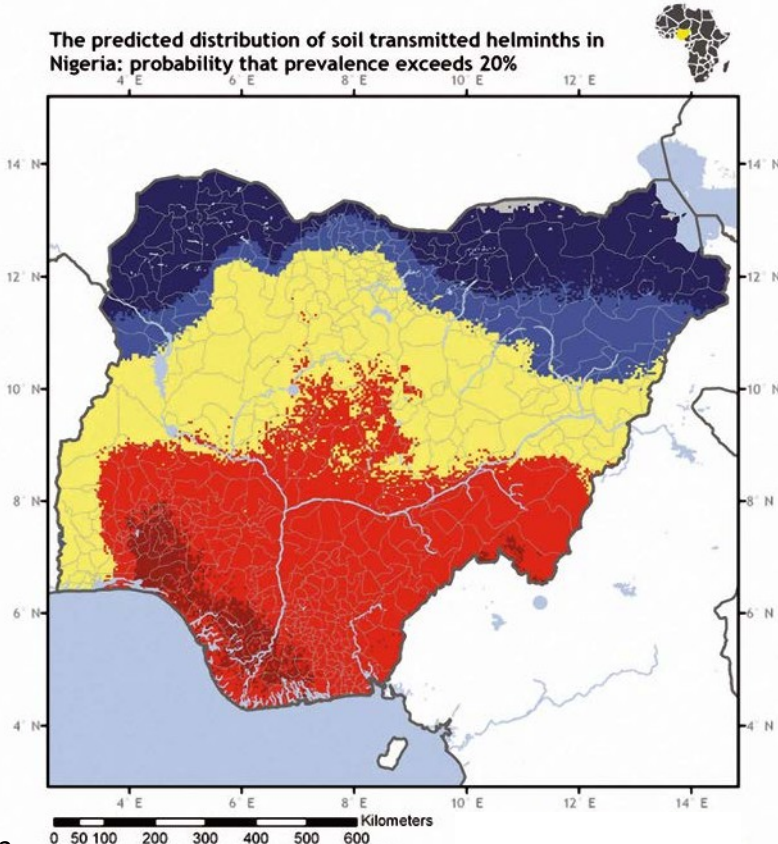 The predicted distribution of soil transmitted helminths in
Nigeria: probability that prevalence exceeds 20%
4° E 6° E 8° E 10° E 12° E
14° N 14° N
12° N 12° N
10° N 10° N
8° N 8° N
6° N 6° N
4° N 4° N
4° E 6° E 8° E 10° E 12° E 14° E
Kilometers
0 50 100 200 300 400 500 600